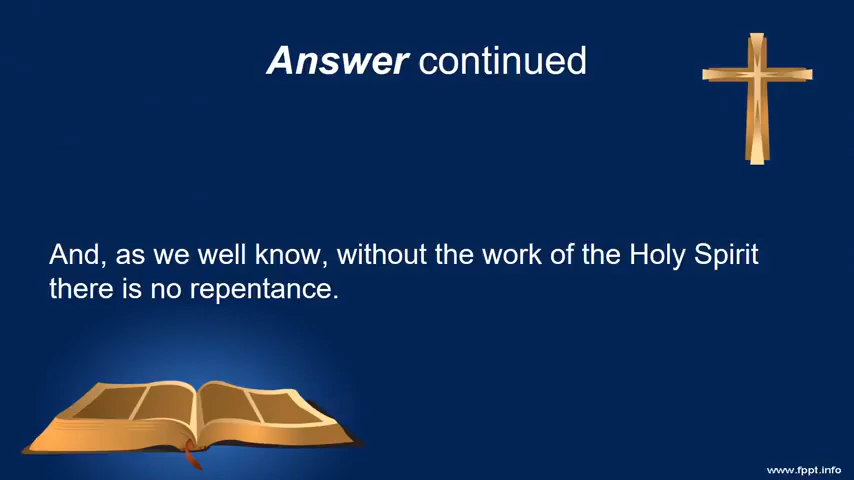 Answer continued
And, as we well know, without the work of the Holy Spirit
there is no repentance.
www.fppt.info